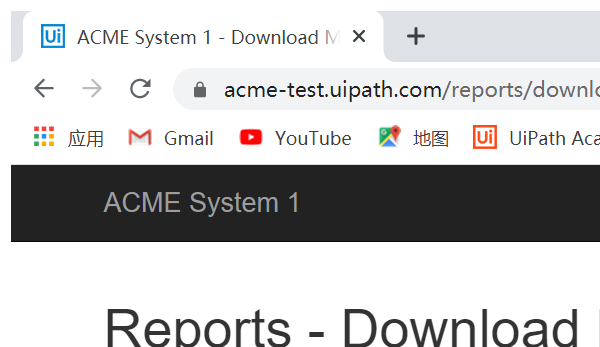 Ui ACME System 1 - Download
acme-test.uipath.com/reports/downl
应用 Gmail YouTube 地图 Ui UiPath Aca
ACME System 1
Reports - Download